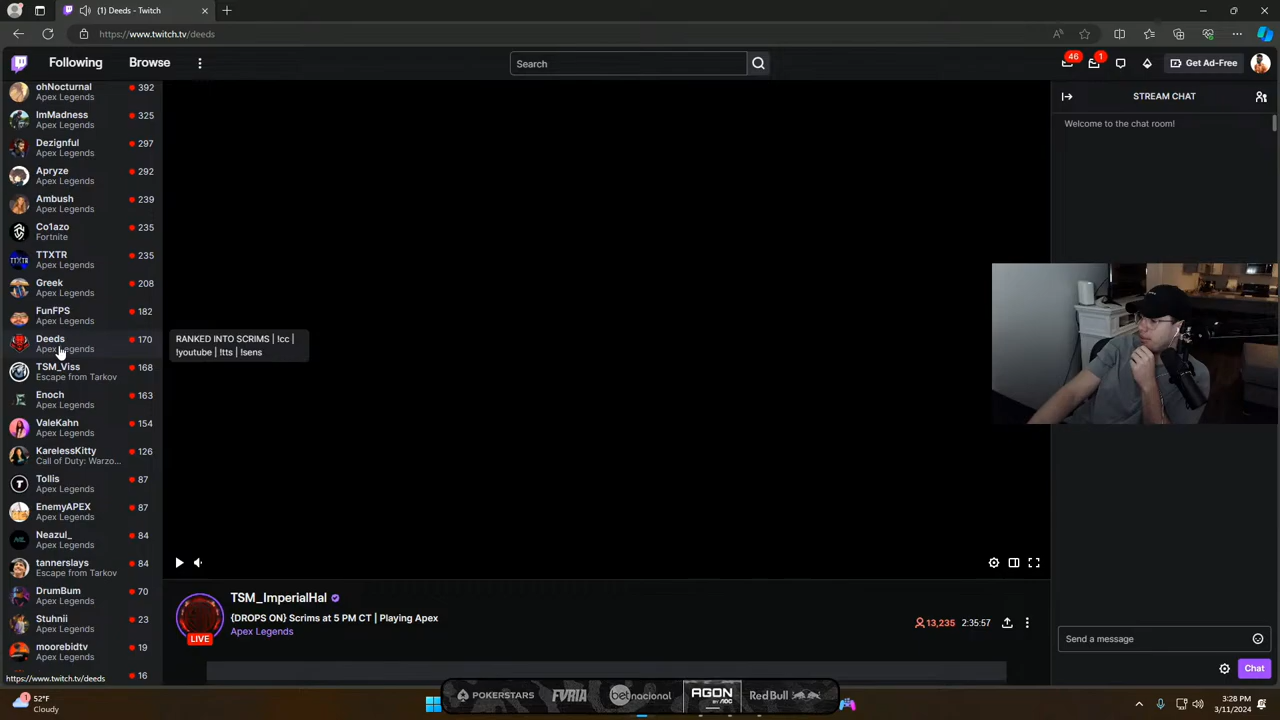 (1) Deeds - Twitch
https://www.twitch.tv/deeds
Following
Browse
Search
46
1
Get Ad-Free
ohNocturnal 392
Apex Legends
ImMadness 325
Apex Legends
Dezignful 297
Apex Legends
Apryze 292
Apex Legends
Ambush 239
Apex Legends
Co1azo 235
Fortnite
TTXTR 235
Apex Legends
Greek 208
Apex Legends
FunFPS 182
Apex Legends
Deeds 170
Apex Legends
TSM_Viss 168
Escape from Tarkov
Enoch 163
Apex Legends
ValeKahn 154
Apex Legends
KarelessKitty 126
Call of Duty: Warzo...
Tollis 87
Apex Legends
EnemyAPEX 87
Apex Legends
Neazul_ 84
Apex Legends
tannerslays 84
Escape from Tarkov
DrumBum 70
Apex Legends
Stuhnii 23
Apex Legends
moorebidtv 19
Apex Legends
16
https://www.twitch.tv/deeds
RANKED INTO SCRIMS | !cc |
!youtube | !tts | !sens
TSM_ImperialHal
{DROPS ON} Scrims at 5 PM CT | Playing Apex
Apex Legends
LIVE
13,235 2:35:57
STREAM CHAT
Welcome to the chat room!
Send a message
Chat
1
52°F
Cloudy
POKERSTARS
FURIA
betnacional
AGON
BY AOC
Red Bull
3:28 PM
3/11/2024